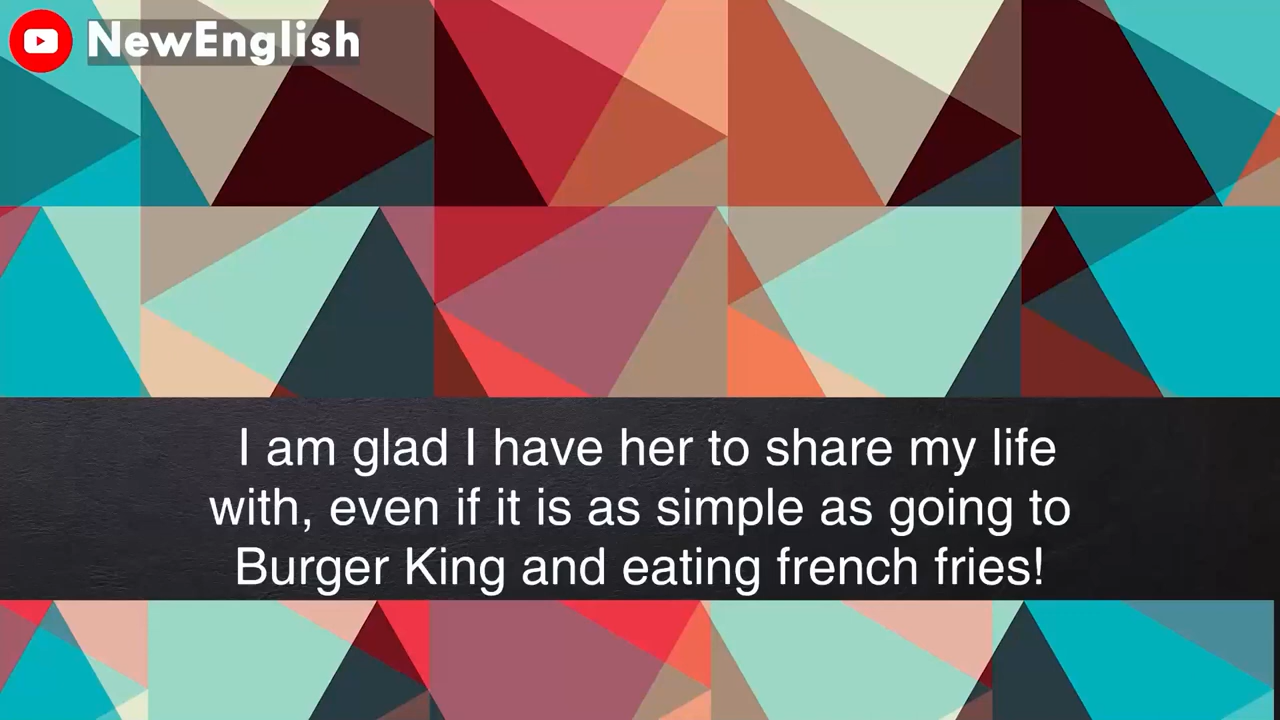 NewEnglish
I am glad I have her to share my life
with, even if it is as simple as going to
Burger King and eating french fries!